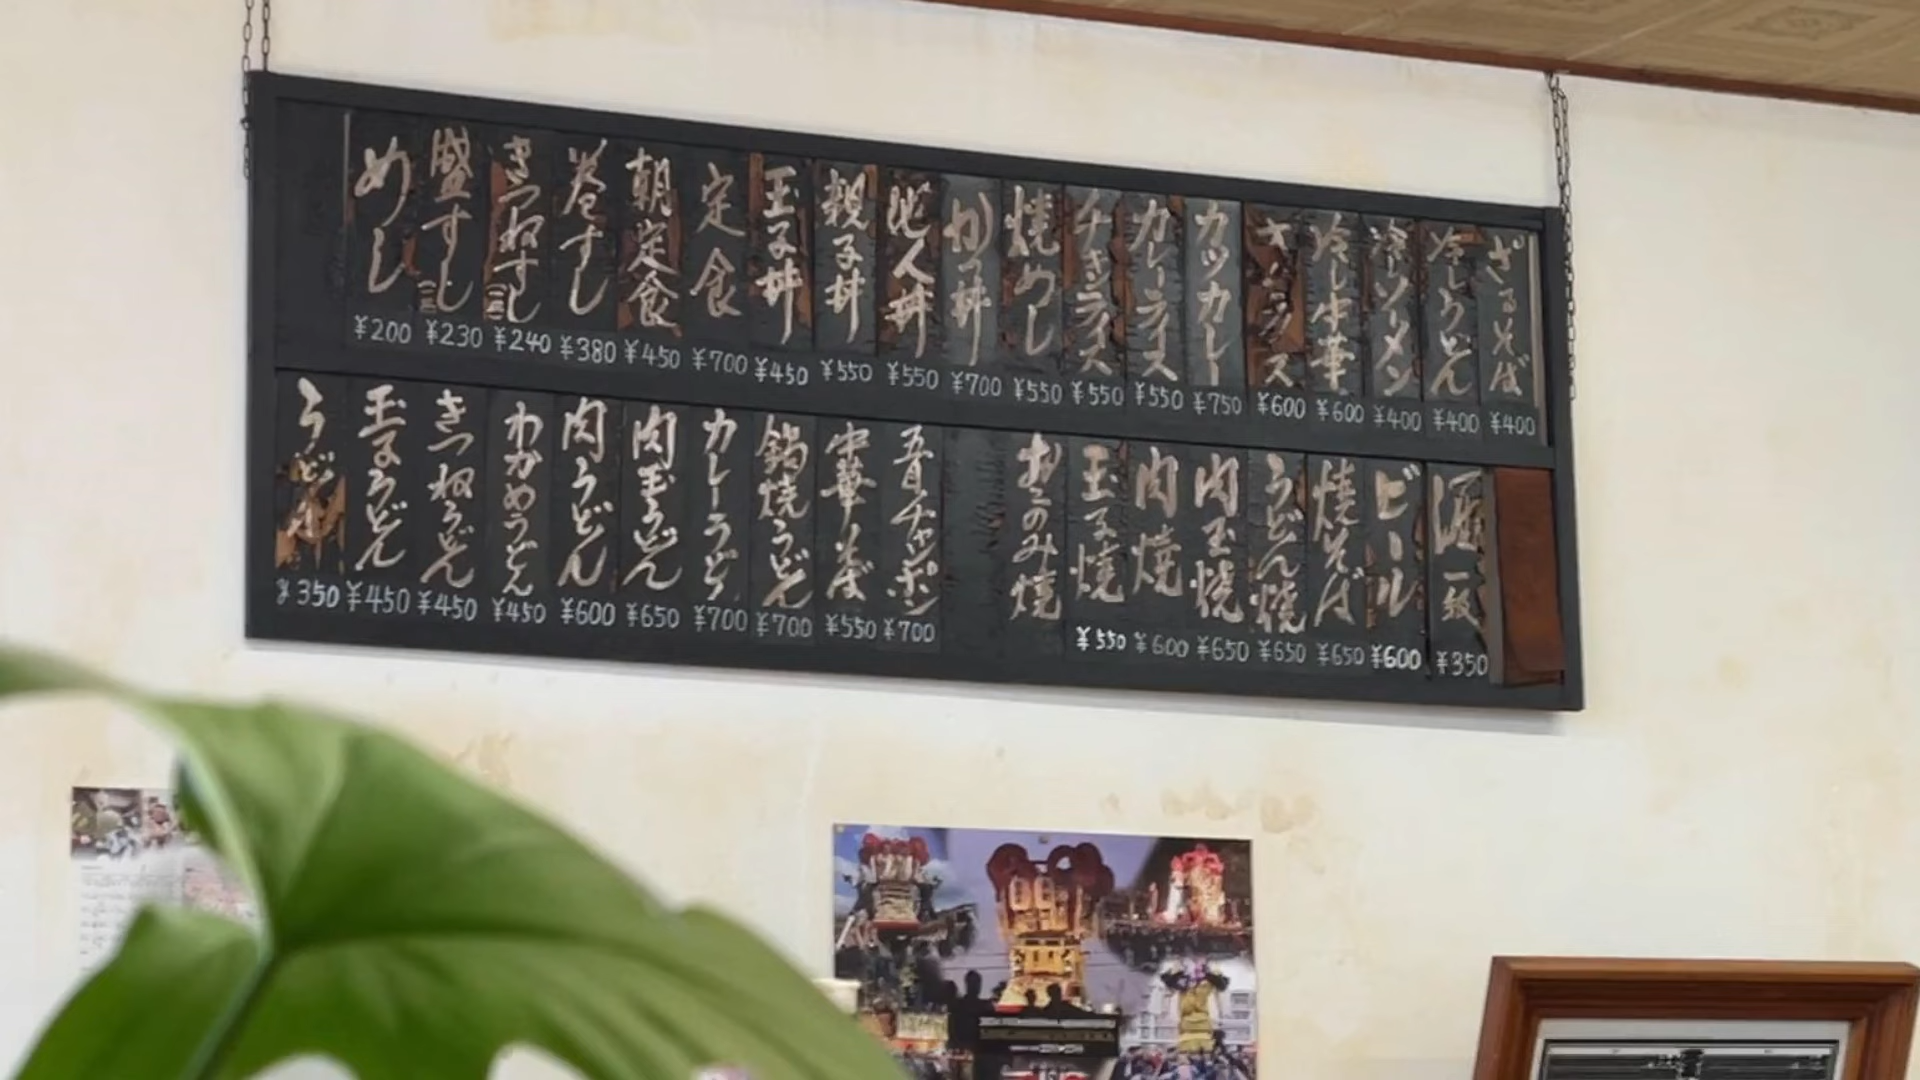 ざるそば ¥400
冷しうどん ¥400
冷しソーメン ¥400
冷し中華 ¥600
¥600
カツカレー ¥750
カレーライス ¥550
チキンライス ¥550
焼めし ¥550
かつ丼 ¥700
他人丼 ¥550
親子丼 ¥550
玉子丼 ¥450
定食 ¥700
朝定食 ¥450
巻すし ¥380
きつねすし ¥240
盛すし ¥230
めし ¥200
酒一級 ¥350
ビール ¥600
焼そば ¥650
うどん焼 ¥650
肉玉焼 ¥650
肉焼 ¥600
玉子焼 ¥550
おこのみ焼
五目チャンポン ¥700
中華そば ¥550
鍋焼うどん ¥700
カレーうどん ¥700
肉玉うどん ¥650
肉うどん ¥600
わかめうどん ¥450
きつねうどん ¥450
玉子うどん ¥450
うどん ¥350